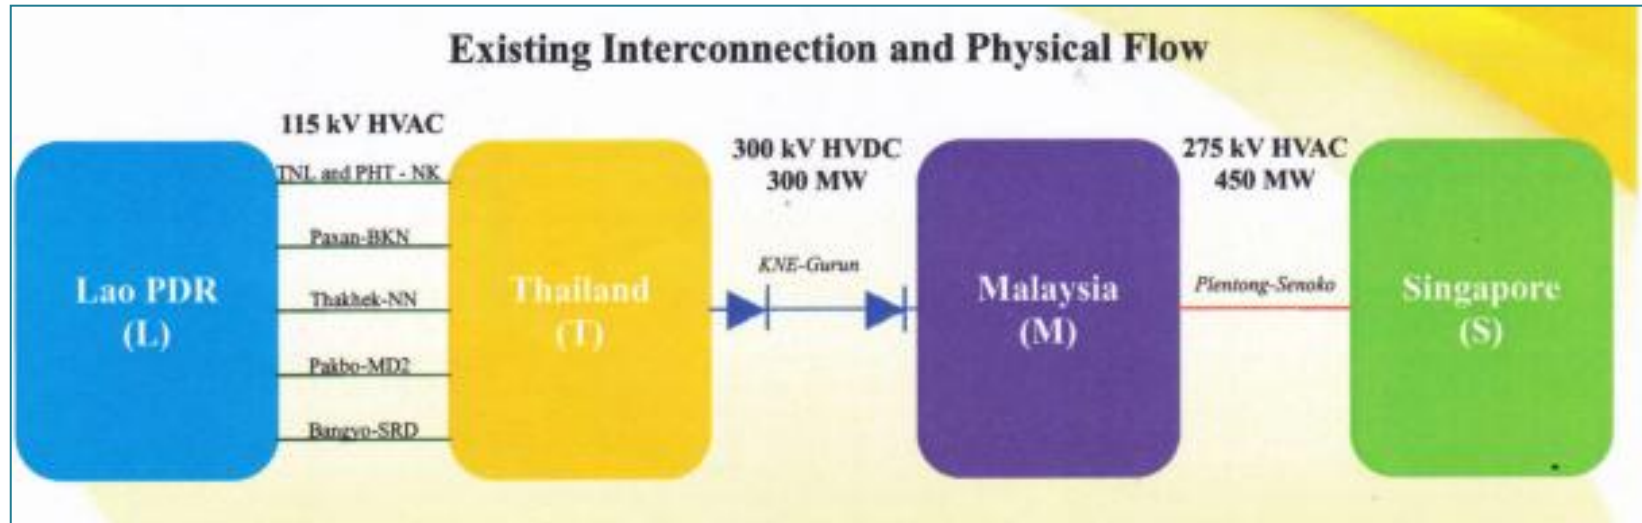 Existing Interconnection and Physical Flow
115 kV HVAC
TNL and PHT - NK
Paxan-BKN
Thakhek-NN
Pakbo-MD2
Bangyo-SRD
Lao PDR
(L)
Thailand
(T)
300 kV HVDC
300 MW
KNE-Gurun
Malaysia
(M)
275 kV HVAC
450 MW
Plentong-Senoko
Singapore
(S)